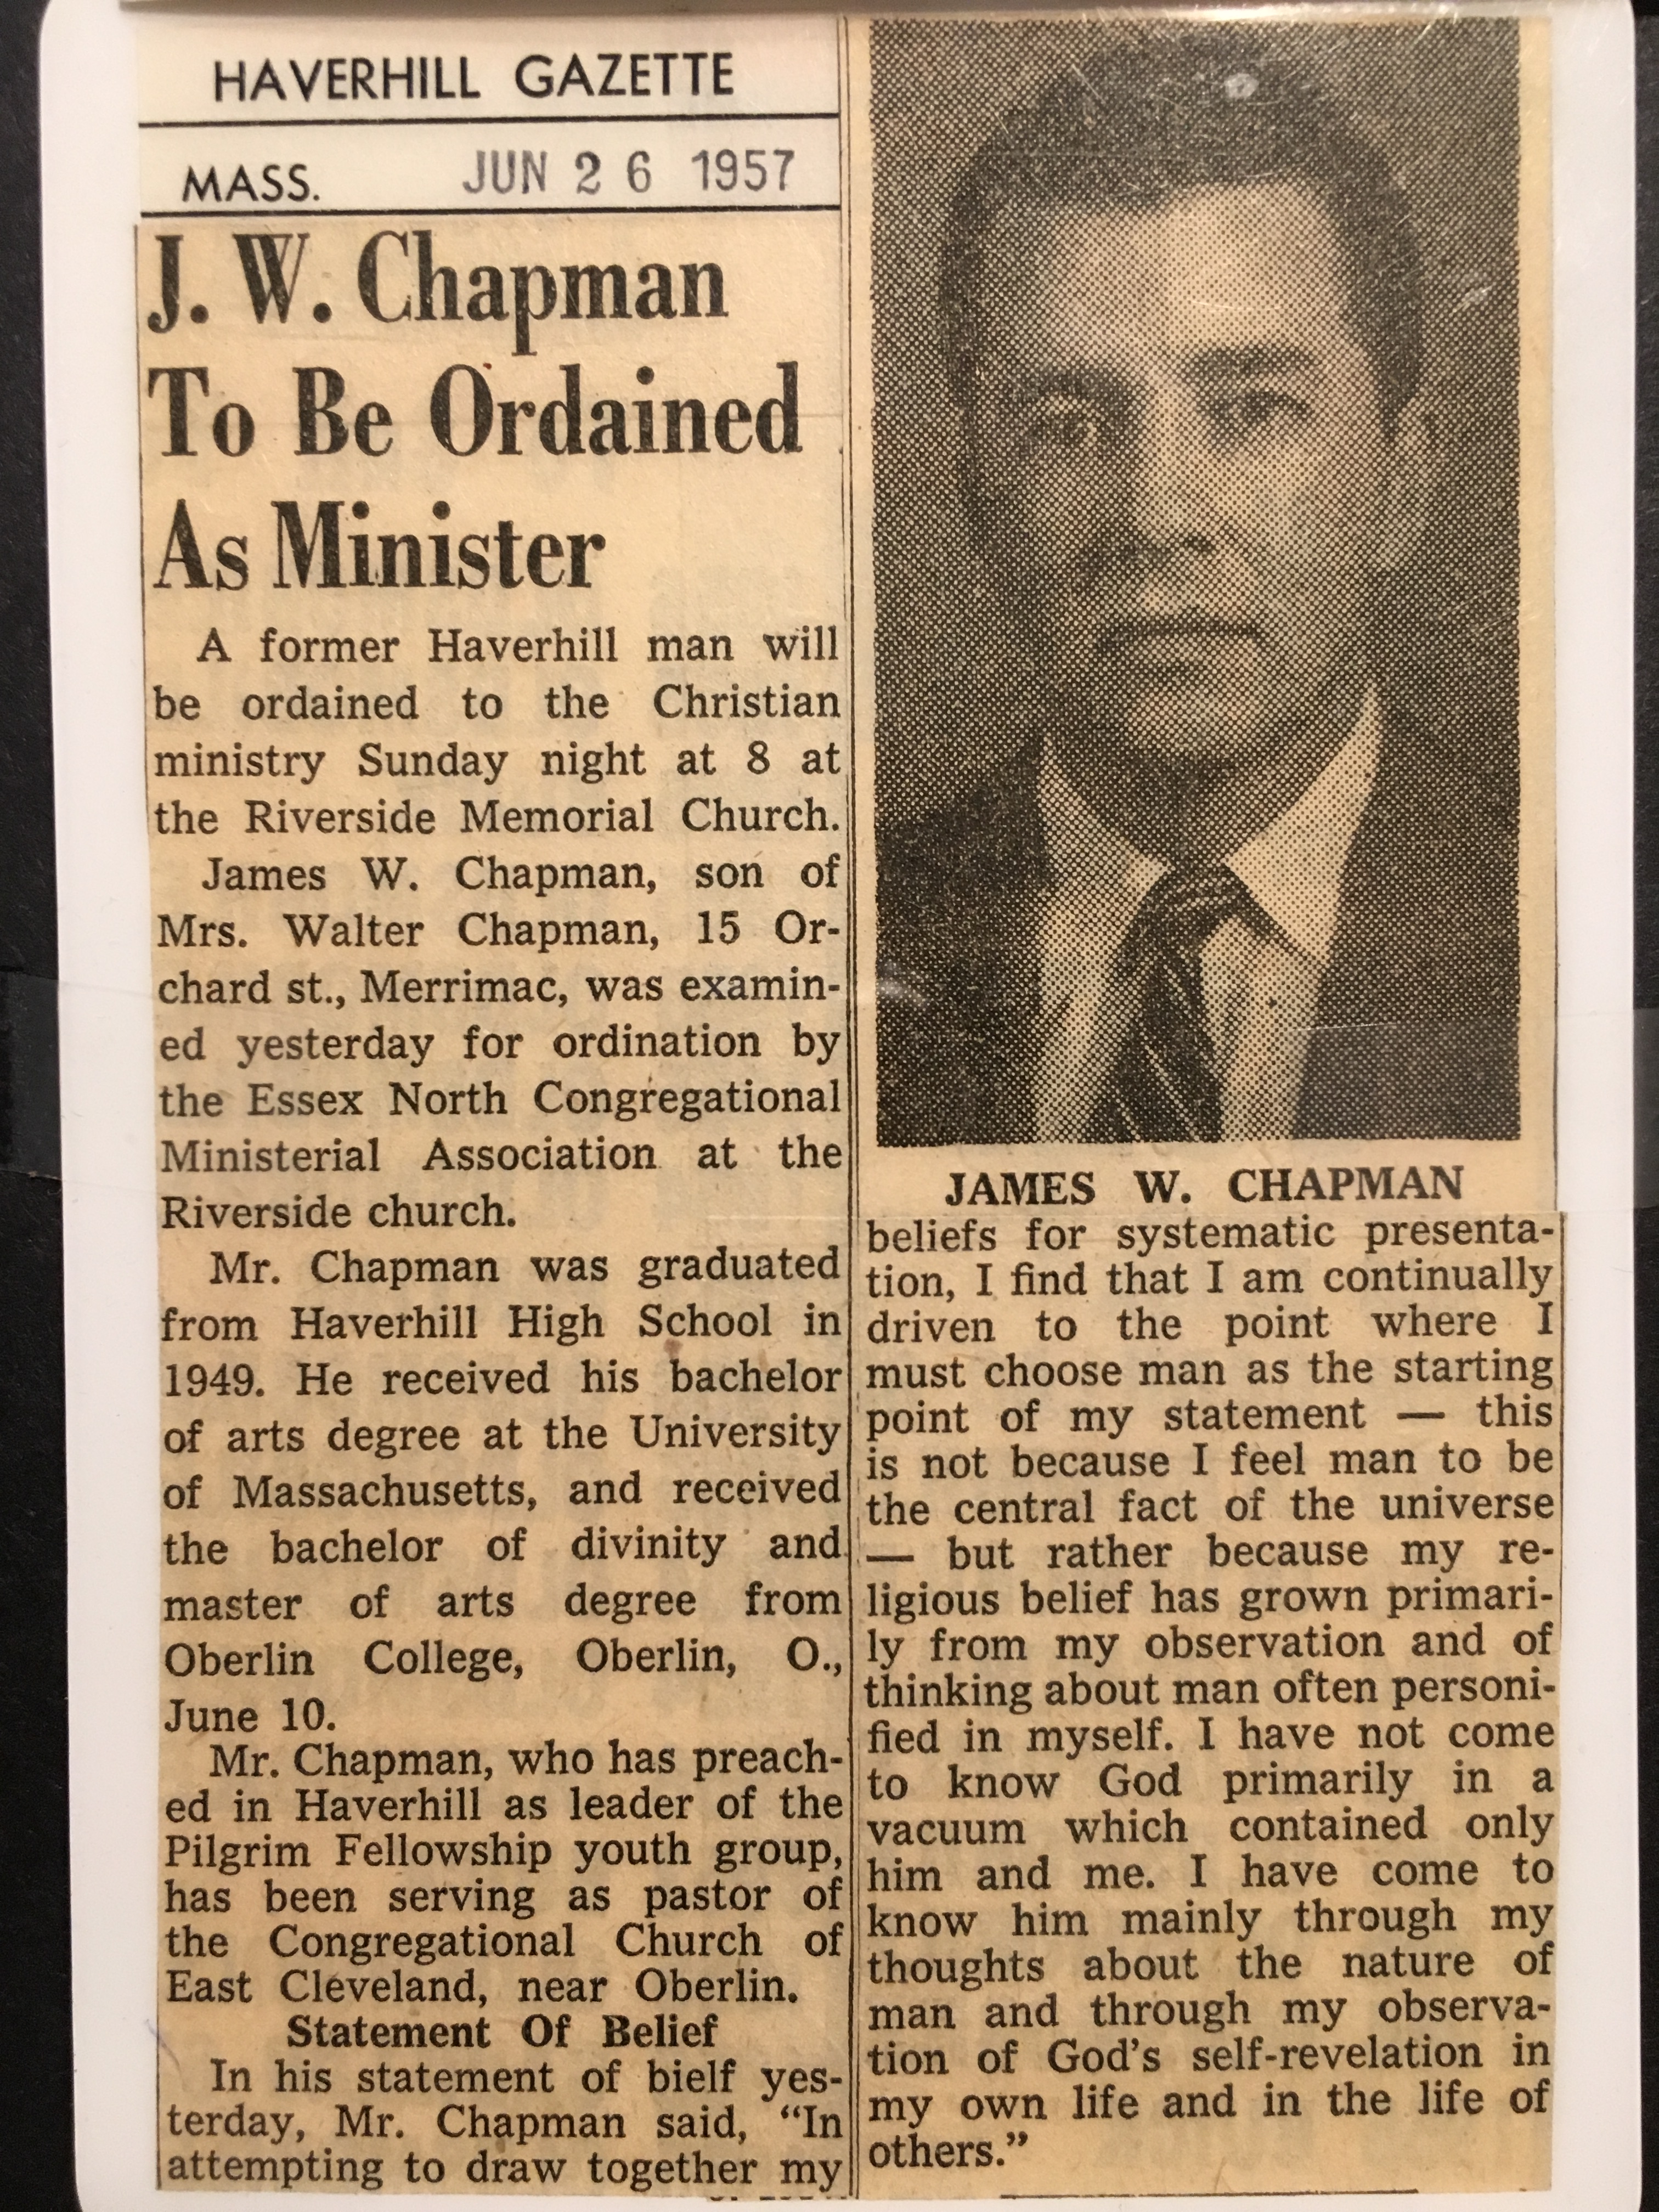 HAVERHILL GAZETTE
MASS. JUN 26 1957
J. W. Chapman
To Be Ordained
As Minister
A former Haverhill man will
be ordained to the Christian
ministry Sunday night at 8 at
the Riverside Memorial Church.
James W. Chapman, son of
Mrs. Walter Chapman, 15 Or-
chard st., Merrimac, was examin-
ed yesterday for ordination by
the Essex North Congregational
Ministerial Association at the
Riverside church.
Mr. Chapman was graduated
from Haverhill High School in
1949. He received his bachelor
of arts degree at the University
of Massachusetts, and received
the bachelor of divinity and
master of arts degree from
Oberlin College, Oberlin, O.,
June 10.
Mr. Chapman, who has preach-
ed in Haverhill as leader of the
Pilgrim Fellowship youth group,
has been serving as pastor of
the Congregational Church of
East Cleveland, near Oberlin.
Statement Of Belief
In his statement of bielf yes-
terday, Mr. Chapman said, “In
attempting to draw together my
JAMES W. CHAPMAN
beliefs for systematic presenta-
tion, I find that I am continually
driven to the point where I
must choose man as the starting
point of my statement — this
is not because I feel man to be
the central fact of the universe
— but rather because my re-
ligious belief has grown primari-
ly from my observation and of
thinking about man often personi-
fied in myself. I have not come
to know God primarily in a
vacuum which contained only
him and me. I have come to
know him mainly through my
thoughts about the nature of
man and through my observa-
tion of God's self-revelation in
my own life and in the life of
others.”